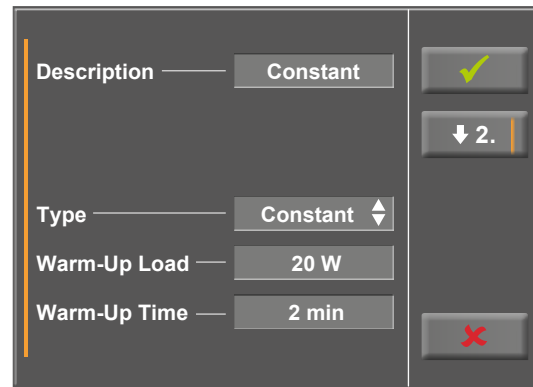 Description Constant
2.
Type Constant
Warm-Up Load 20 W
Warm-Up Time 2 min